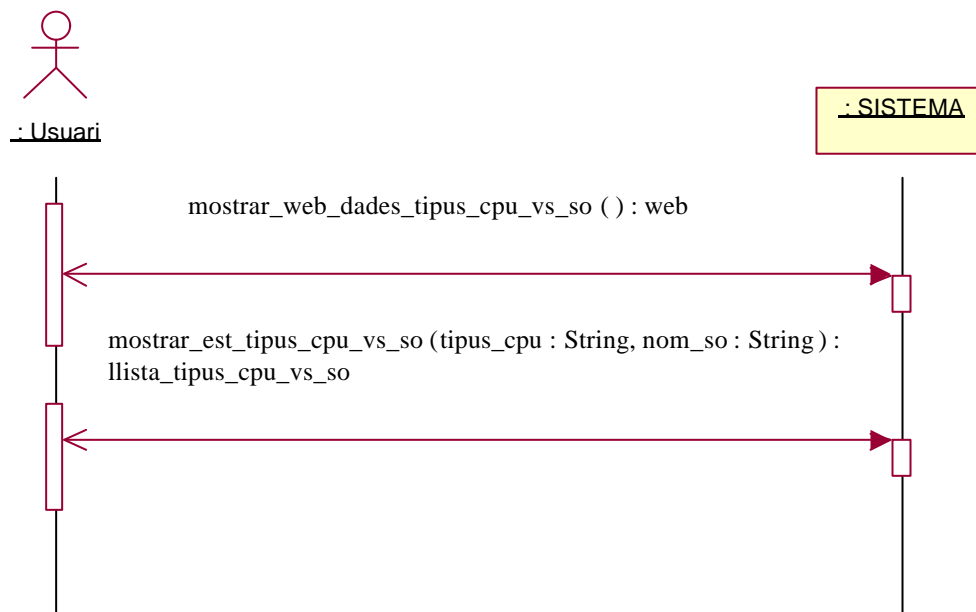 : Usuari
: SISTEMA
mostrar_web_dades_tipus_cpu_vs_so ( ) : web
mostrar_est_tipus_cpu_vs_so (tipus_cpu : String, nom_so : String ) :
llista_tipus_cpu_vs_so